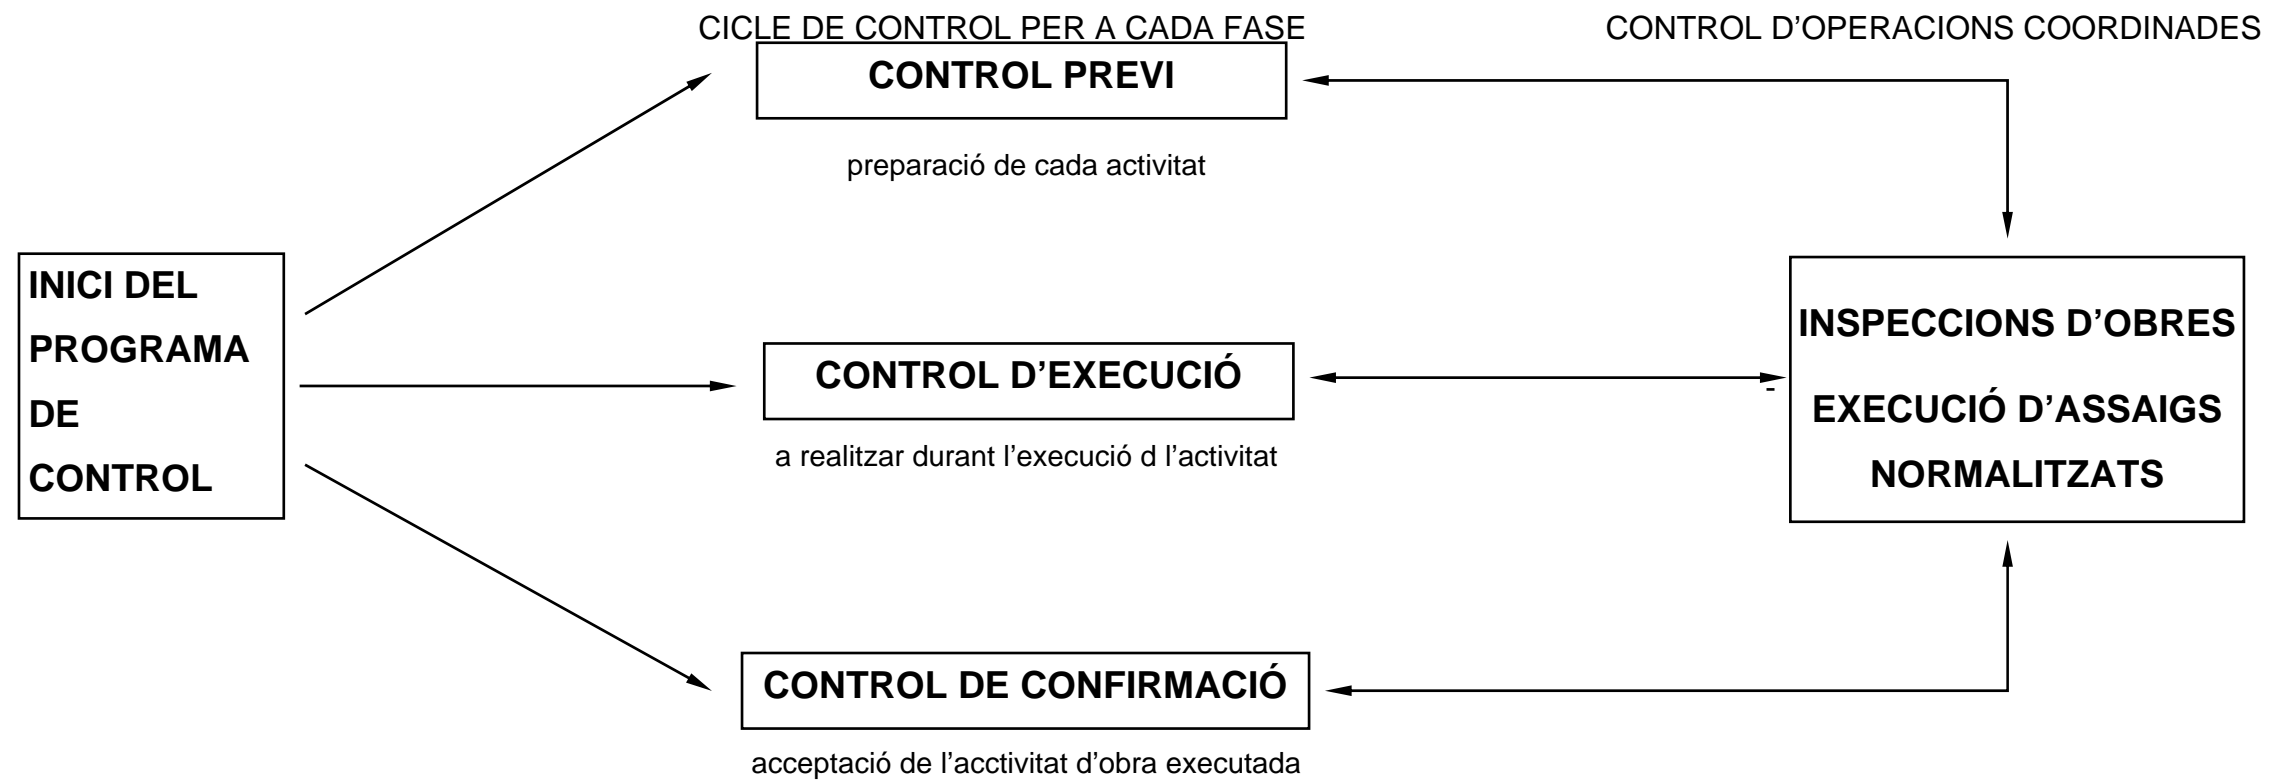 CICLE DE CONTROL PER A CADA FASE
CONTROL D’OPERACIONS COORDINADES
CONTROL PREVI
preparació de cada activitat
INICI DEL
PROGRAMA
DE
CONTROL
CONTROL D’EXECUCIÓ
a realitzar durant l’execució d l’activitat
-
INSPECCIONS D’OBRES
EXECUCIÓ D’ASSAIGS
NORMALITZATS
CONTROL DE CONFIRMACIÓ
acceptació de l’acctivitat d’obra executada